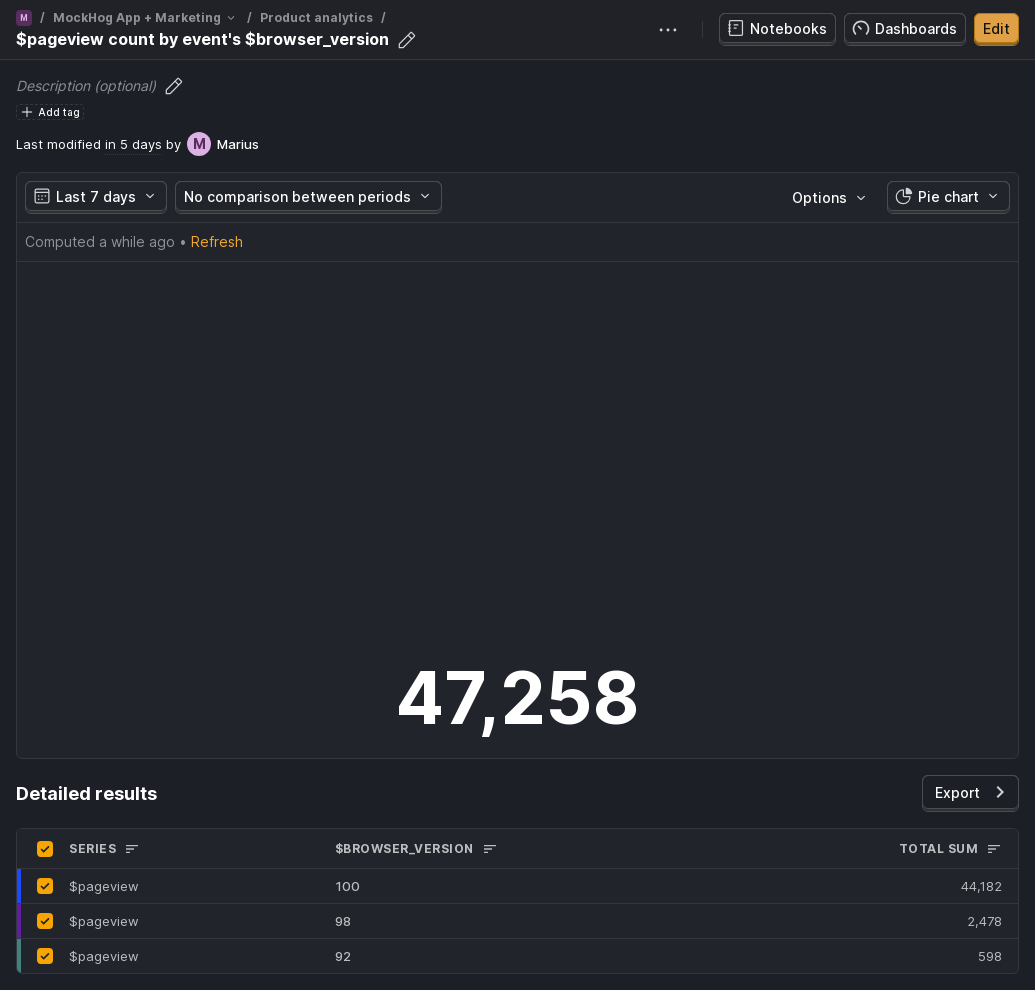 M / MockHog App + Marketing / Product analytics /
$pageview count by event's $browser_version
Notebooks Dashboards Edit
Description (optional)
Add tag
Last modified in 5 days by M Marius
Last 7 days No comparison between periods Options Pie chart
Computed a while ago • Refresh
47,258
Detailed results Export
SERIES $BROWSER_VERSION TOTAL SUM
$pageview 100 44,182
$pageview 98 2,478
$pageview 92 598